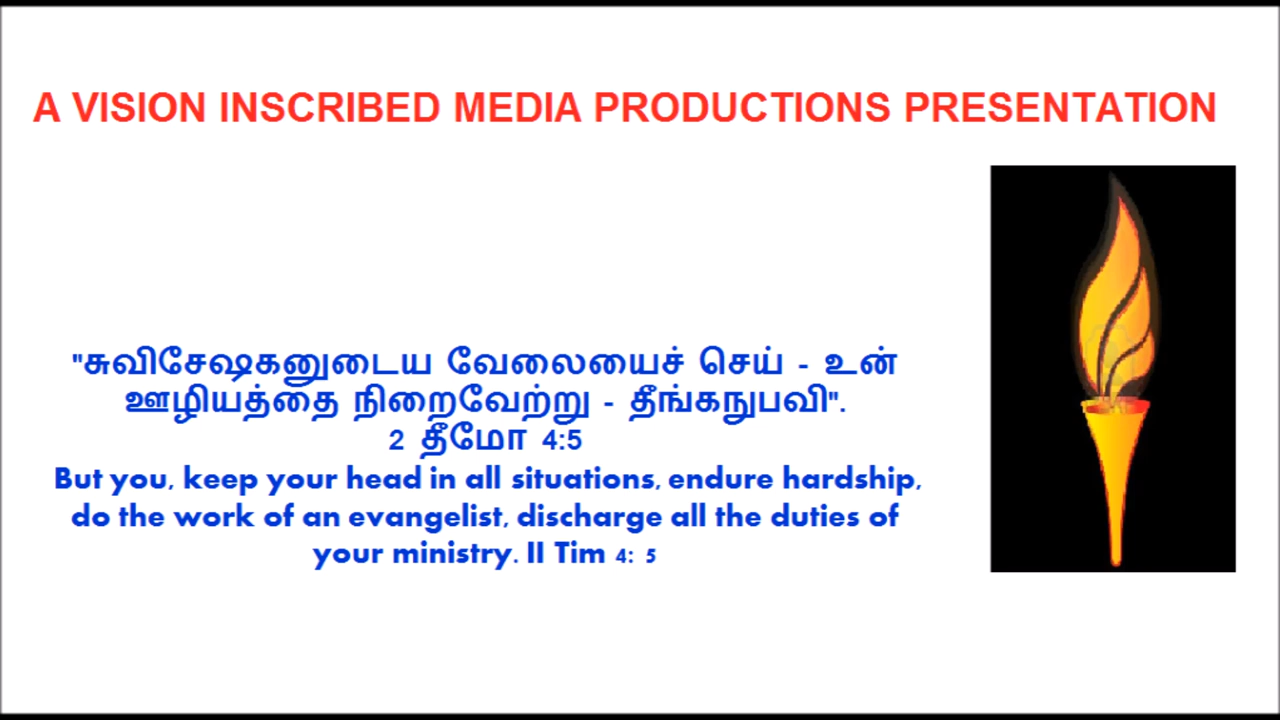 A VISION INSCRIBED MEDIA PRODUCTIONS PRESENTATION
"சுவிசேஷகனுடைய வேலையைச் செய் - உன்
ஊழியத்தை நிறைவேற்று - தீங்கநுபவி".
2 தீமோ 4:5
But you, keep your head in all situations, endure hardship,
do the work of an evangelist, discharge all the duties of
your ministry. II Tim 4: 5